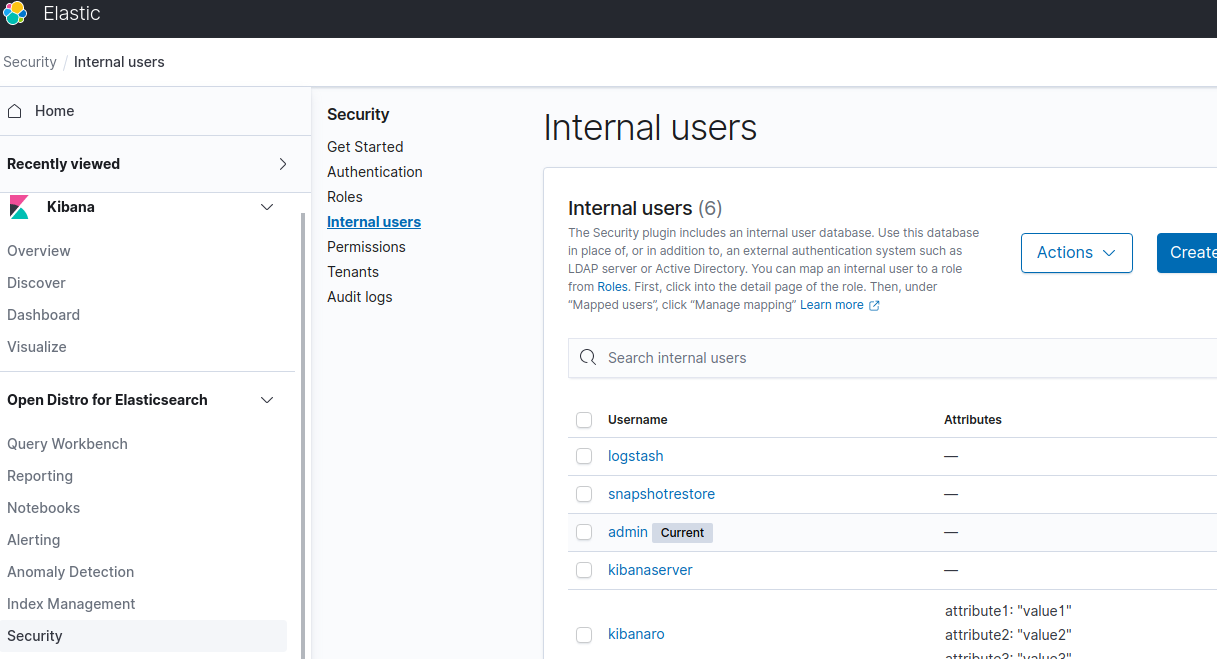 Elastic
Security / Internal users
Home
Recently viewed
Kibana
Overview
Discover
Dashboard
Visualize
Open Distro for Elasticsearch
Query Workbench
Reporting
Notebooks
Alerting
Anomaly Detection
Index Management
Security
Security
Get Started
Authentication
Roles
Internal users
Permissions
Tenants
Audit logs
Internal users
Internal users (6)
The Security plugin includes an internal user database. Use this database
in place of, or in addition to, an external authentication system such as
LDAP server or Active Directory. You can map an internal user to a role
from Roles. First, click into the detail page of the role. Then, under
“Mapped users”, click “Manage mapping” Learn more
Actions
Create
Search internal users
Username Attributes
logstash —
snapshotrestore —
admin Current —
kibanaserver —
kibanaro
attribute1: "value1"
attribute2: "value2"
attribute3: "value3"